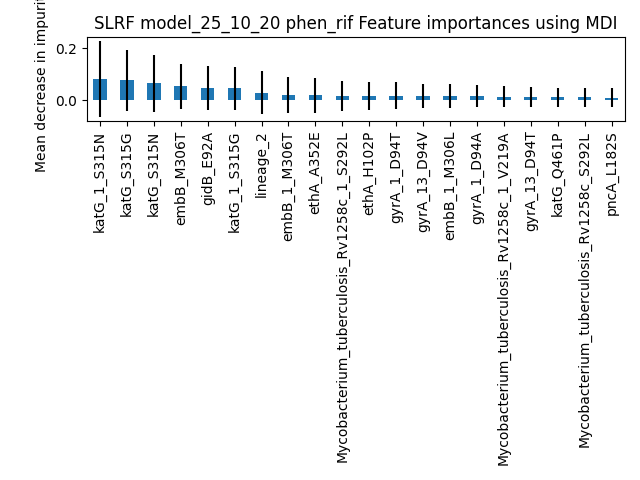 SLRF model_25_10_20 phen_rif Feature importances using MDI
Mean decrease in
0.2
0.0
katG_1_S315N
katG_S315G
katG_S315N
embB_M306T
gidB_E92A
katG_1_S315G
lineage_2
embB_1_M306T
ethA_A352E
Mycobacterium_tuberculosis_Rv1258c_1_S292L
ethA_H102P
gyrA_1_D94T
gyrA_13_D94V
embB_1_M306L
gyrA_1_D94A
Mycobacterium_tuberculosis_Rv1258c_1_V219A
gyrA_13_D94T
katG_Q461P
Mycobacterium_tuberculosis_Rv1258c_S292L
pncA_L182S